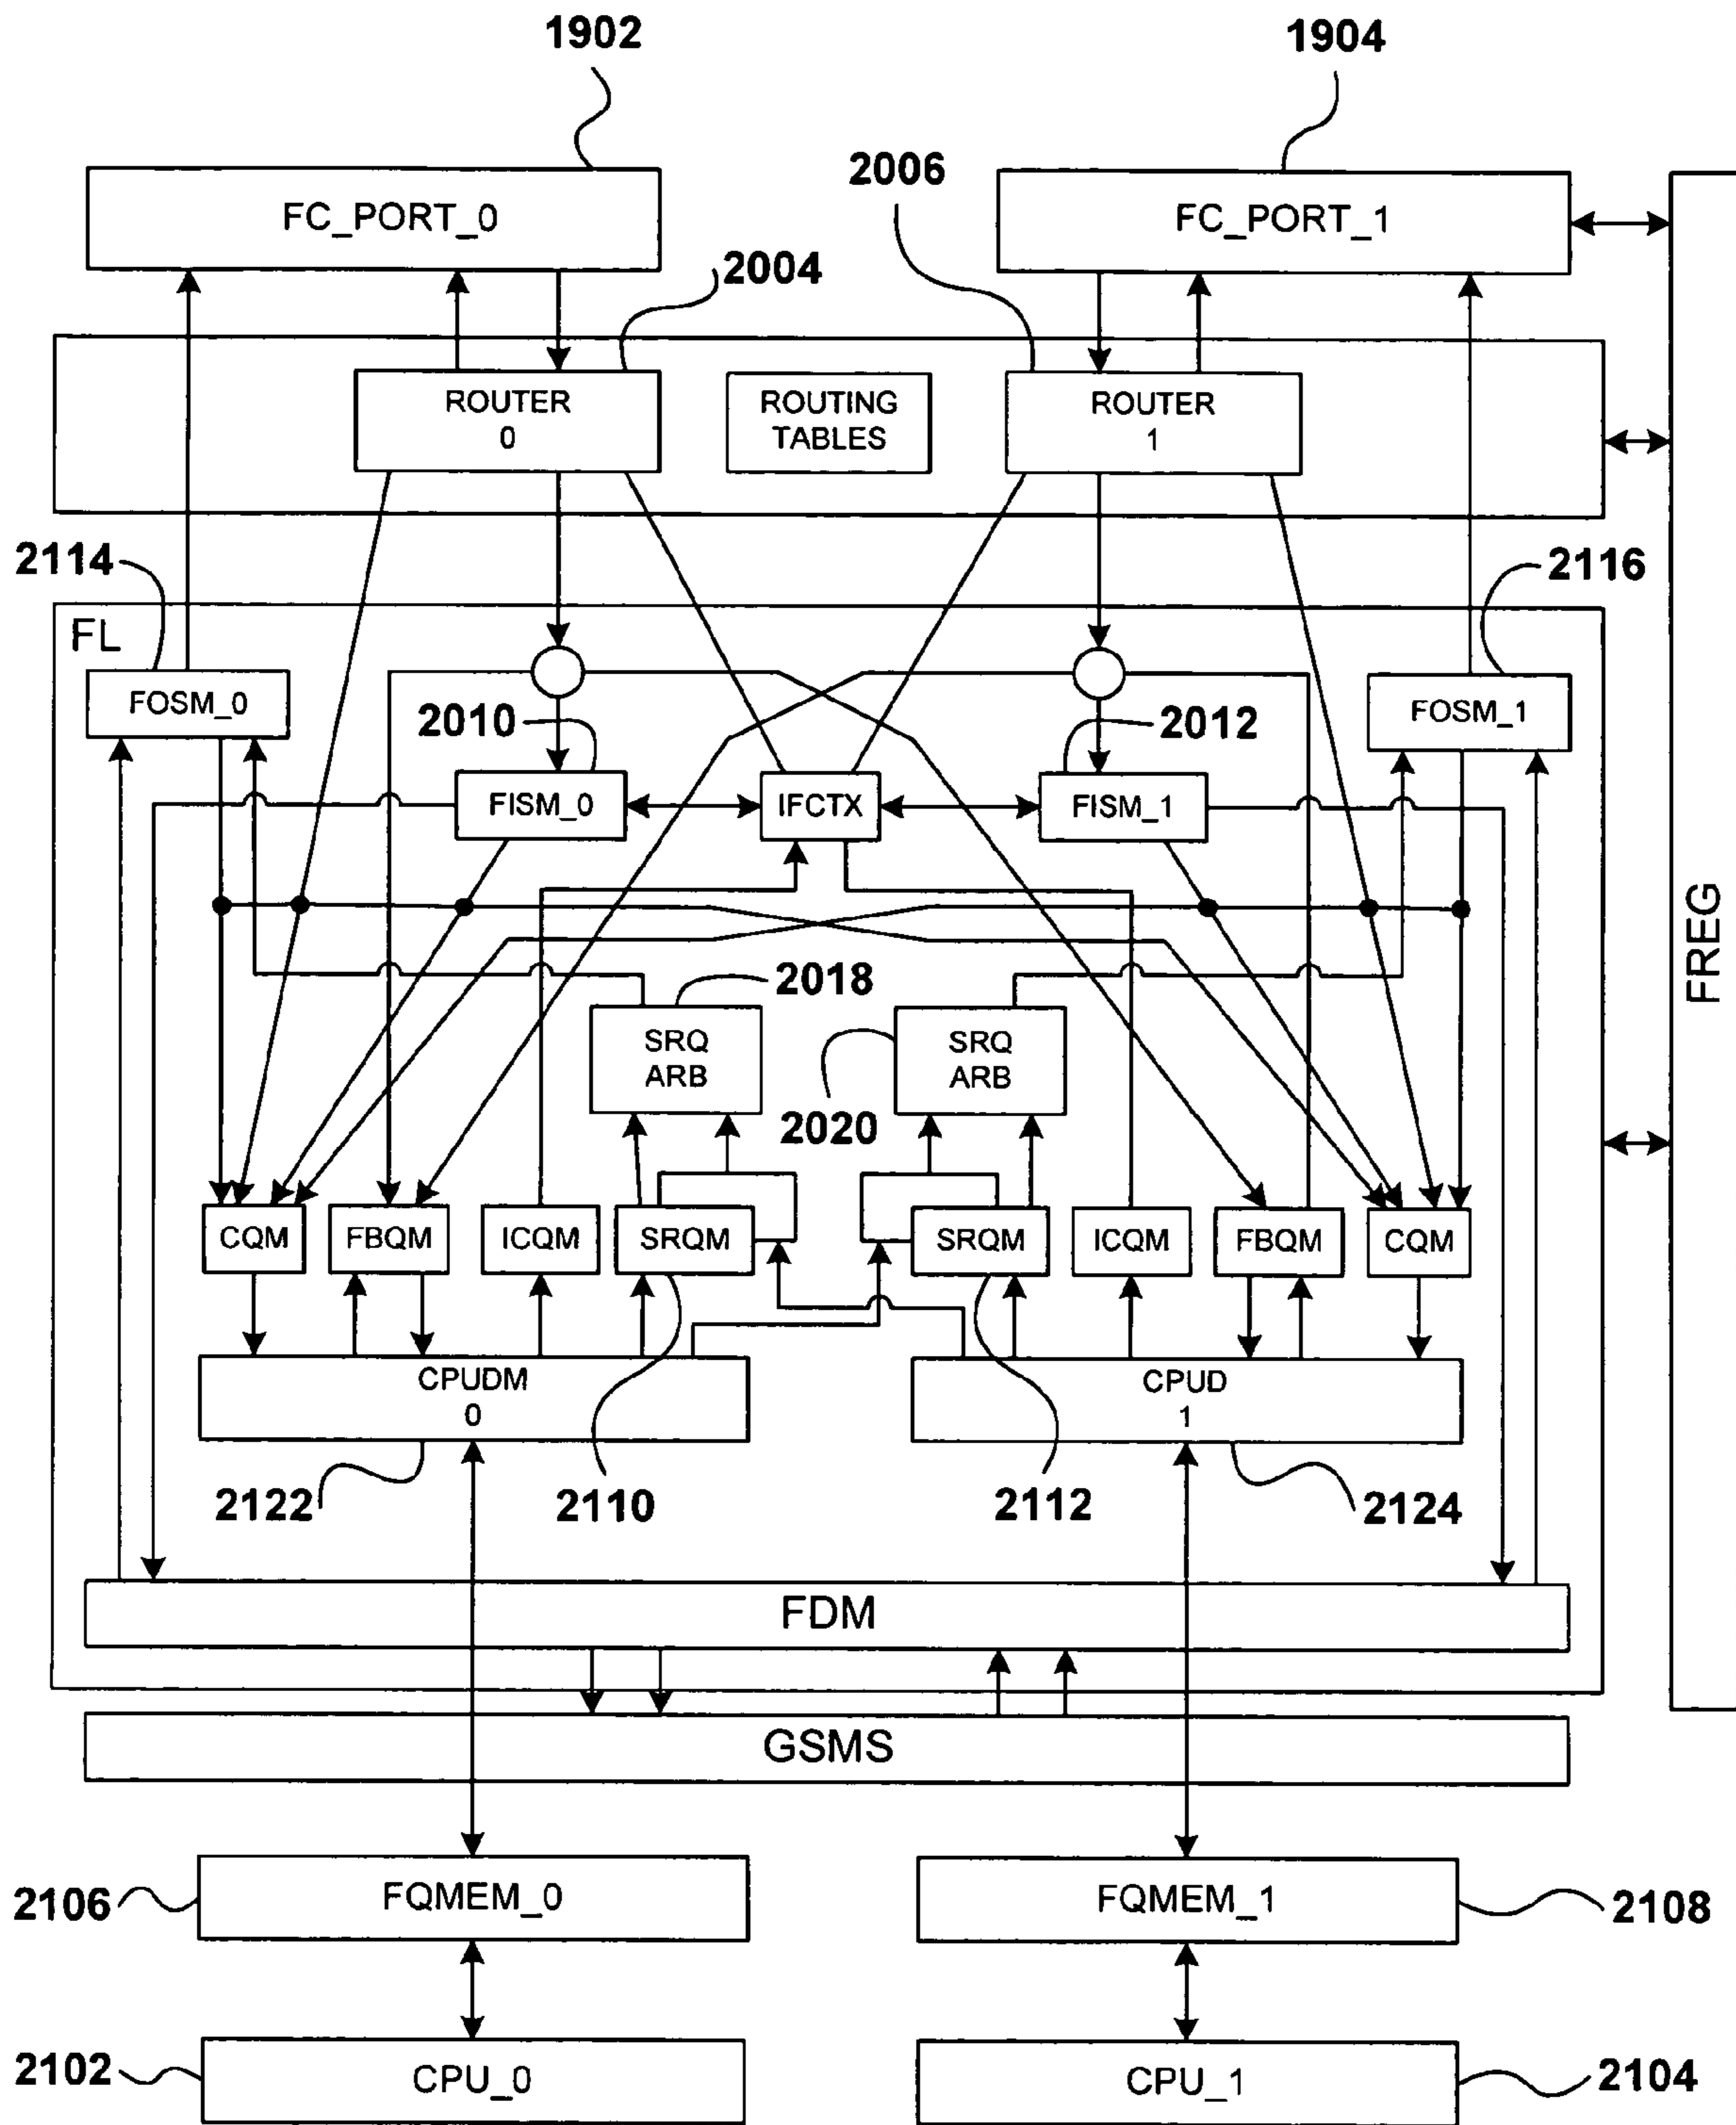 1902
1904
2006
FC_PORT_0
FC_PORT_1
2004
ROUTER
0
ROUTING
TABLES
ROUTER
1
2114
2116
FL
FOSM_0
FOSM_1
2010
2012
FISM_0
IFCTX
FISM_1
FREG
2018
SRQ
ARB
SRQ
ARB
2020
CQM
FBQM
ICQM
SRQM
SRQM
ICQM
FBQM
CQM
CPUDM
0
CPUD
1
2122
2110
2112
2124
FDM
GSMS
2106
FQMEM_0
FQMEM_1
2108
2102
CPU_0
CPU_1
2104